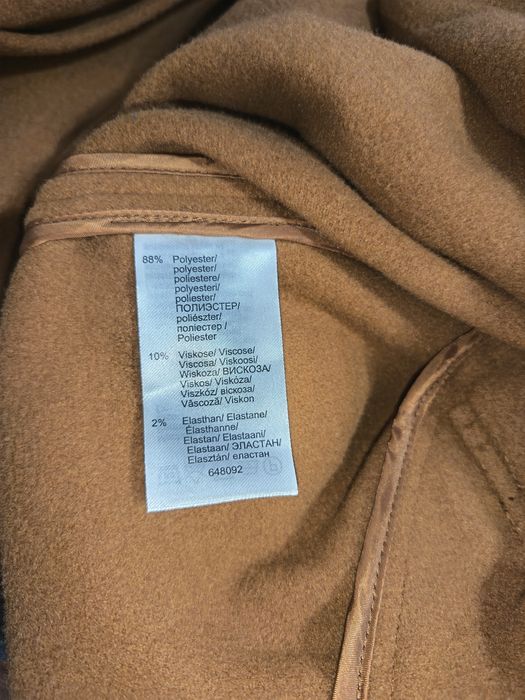 88% Polyester/
polyester/
poliestere/
polyesteri/
poliester/
ПОЛИЭСТЕР/
poliészter/
поліестер /
Poliester
10% Viskose/ Viscose/
Viscosa/ Viskoosi/
Wiskoza/ ВИСКОЗА/
Viskos/ Viskóza/
Viszkóz/ віскоза/
Vâscoză/ Viskon
2% Elasthan/ Elastane/
Élasthanne/
Elastan/ Elastaani/
Elastaan/ ЭЛАСТАН/
Elasztán/ еластан
648092